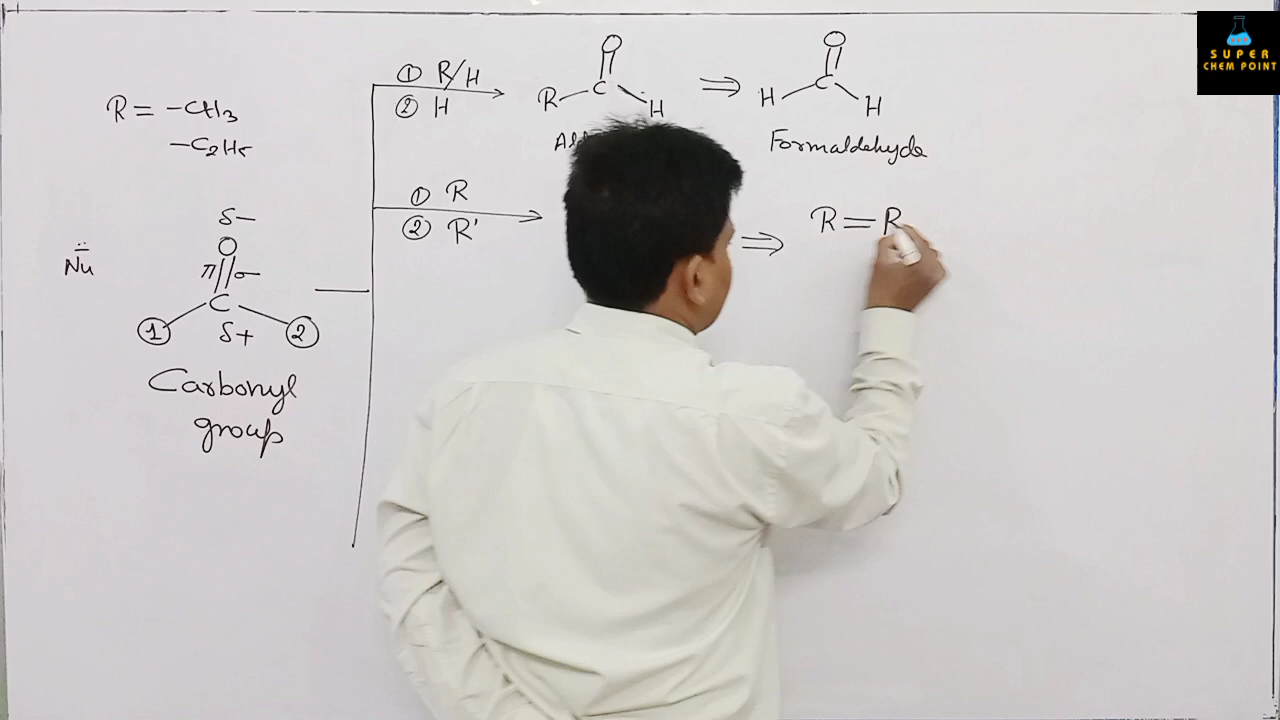 SUPER
CHEM POINT
R = -CH3
-C2H5
Nu
δ-
O
π σ
C
1 2
δ+
Carbonyl
group
① R/H
② H
O
C
R H
⇒
O
C
H H
Formaldehyde
① R
② R'
⇒ R = R